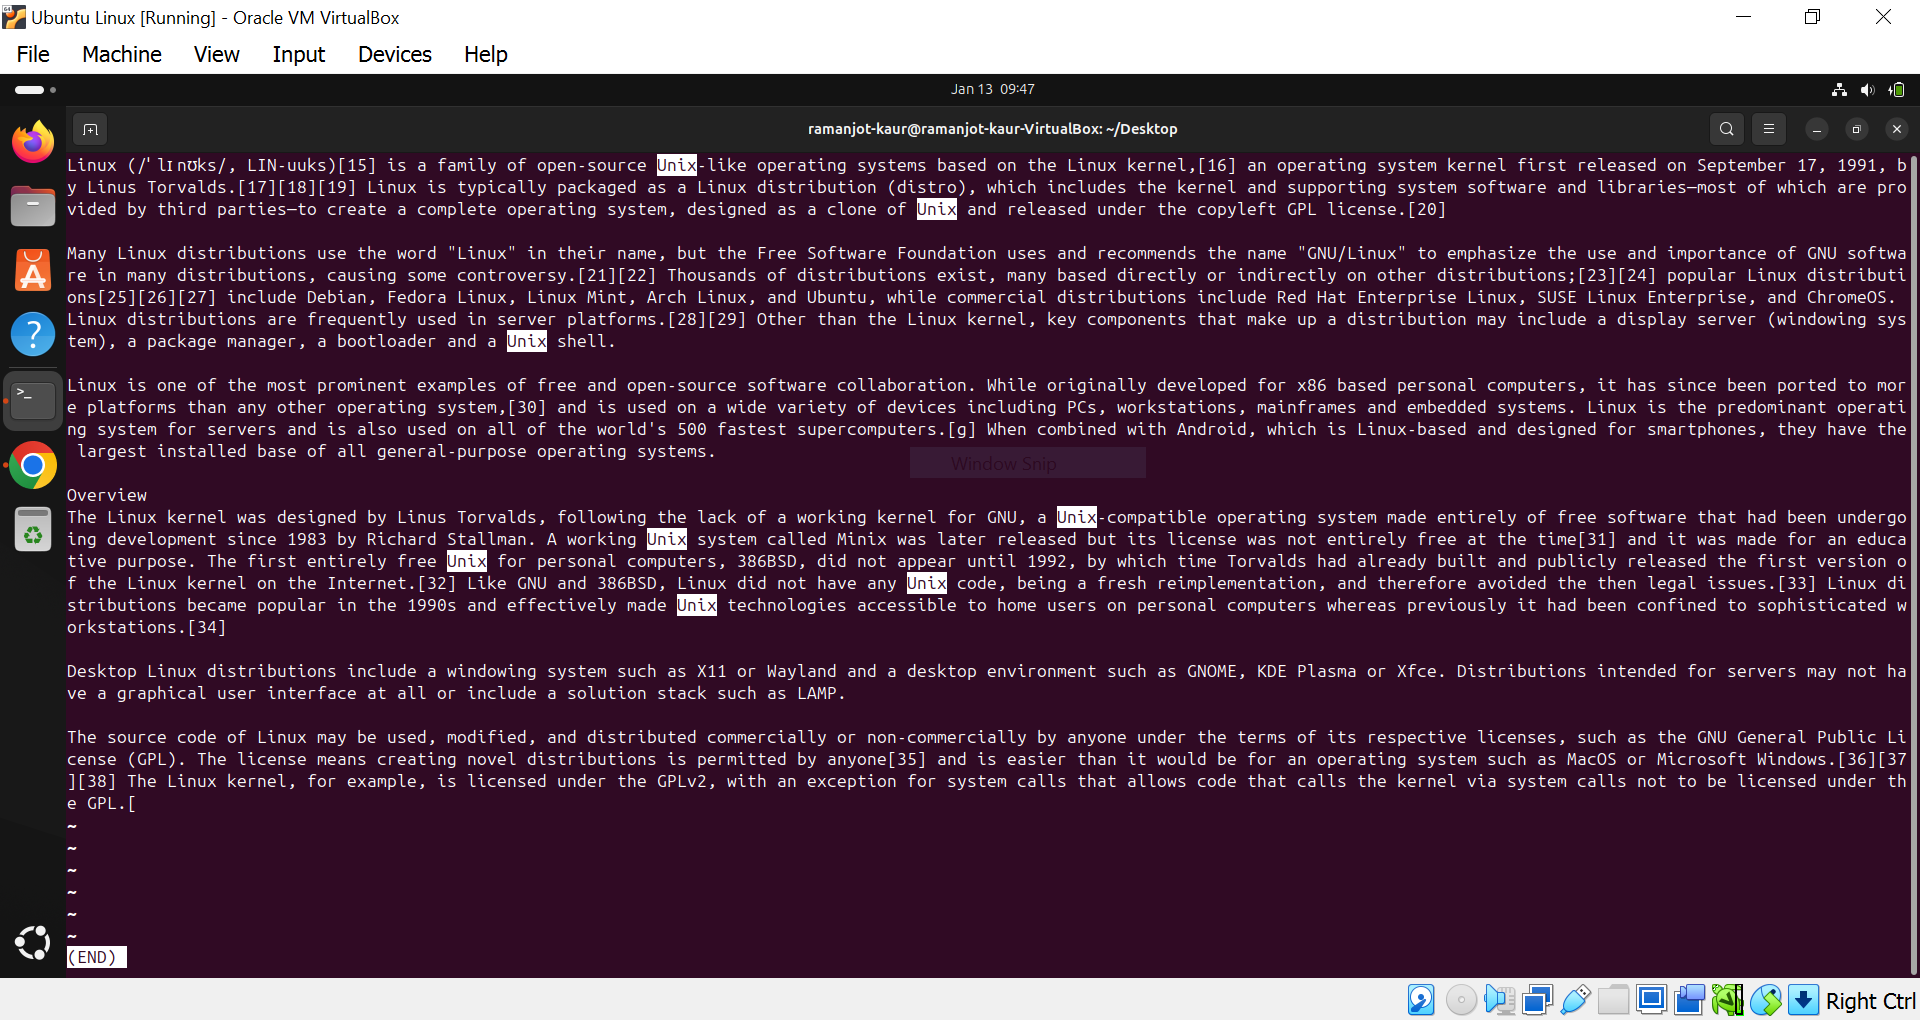 Ubuntu Linux [Running] - Oracle VM VirtualBox
File Machine View Input Devices Help
Jan 13 09:47
ramanjot-kaur@ramanjot-kaur-VirtualBox: ~/Desktop
Linux (/ˈlɪnʊks/, LIN-uuks)[15] is a family of open-source Unix-like operating systems based on the Linux kernel,[16] an operating system kernel first released on September 17, 1991, b
y Linus Torvalds.[17][18][19] Linux is typically packaged as a Linux distribution (distro), which includes the kernel and supporting system software and libraries—most of which are pro
vided by third parties—to create a complete operating system, designed as a clone of Unix and released under the copyleft GPL license.[20]
Many Linux distributions use the word "Linux" in their name, but the Free Software Foundation uses and recommends the name "GNU/Linux" to emphasize the use and importance of GNU softwa
re in many distributions, causing some controversy.[21][22] Thousands of distributions exist, many based directly or indirectly on other distributions;[23][24] popular Linux distributi
ons[25][26][27] include Debian, Fedora Linux, Linux Mint, Arch Linux, and Ubuntu, while commercial distributions include Red Hat Enterprise Linux, SUSE Linux Enterprise, and ChromeOS.
Linux distributions are frequently used in server platforms.[28][29] Other than the Linux kernel, key components that make up a distribution may include a display server (windowing sys
tem), a package manager, a bootloader and a Unix shell.
Linux is one of the most prominent examples of free and open-source software collaboration. While originally developed for x86 based personal computers, it has since been ported to mor
e platforms than any other operating system,[30] and is used on a wide variety of devices including PCs, workstations, mainframes and embedded systems. Linux is the predominant operati
ng system for servers and is also used on all of the world's 500 fastest supercomputers.[g] When combined with Android, which is Linux-based and designed for smartphones, they have the
largest installed base of all general-purpose operating systems.
Window Snip
Overview
The Linux kernel was designed by Linus Torvalds, following the lack of a working kernel for GNU, a Unix-compatible operating system made entirely of free software that had been undergo
ing development since 1983 by Richard Stallman. A working Unix system called Minix was later released but its license was not entirely free at the time[31] and it was made for an educa
tive purpose. The first entirely free Unix for personal computers, 386BSD, did not appear until 1992, by which time Torvalds had already built and publicly released the first version o
f the Linux kernel on the Internet.[32] Like GNU and 386BSD, Linux did not have any Unix code, being a fresh reimplementation, and therefore avoided the then legal issues.[33] Linux di
stributions became popular in the 1990s and effectively made Unix technologies accessible to home users on personal computers whereas previously it had been confined to sophisticated w
orkstations.[34]
Desktop Linux distributions include a windowing system such as X11 or Wayland and a desktop environment such as GNOME, KDE Plasma or Xfce. Distributions intended for servers may not ha
ve a graphical user interface at all or include a solution stack such as LAMP.
The source code of Linux may be used, modified, and distributed commercially or non-commercially by anyone under the terms of its respective licenses, such as the GNU General Public Li
cense (GPL). The license means creating novel distributions is permitted by anyone[35] and is easier than it would be for an operating system such as MacOS or Microsoft Windows.[36][37
][38] The Linux kernel, for example, is licensed under the GPLv2, with an exception for system calls that allows code that calls the kernel via system calls not to be licensed under th
e GPL.[
~
~
~
~
~
~
(END)
Right Ctrl